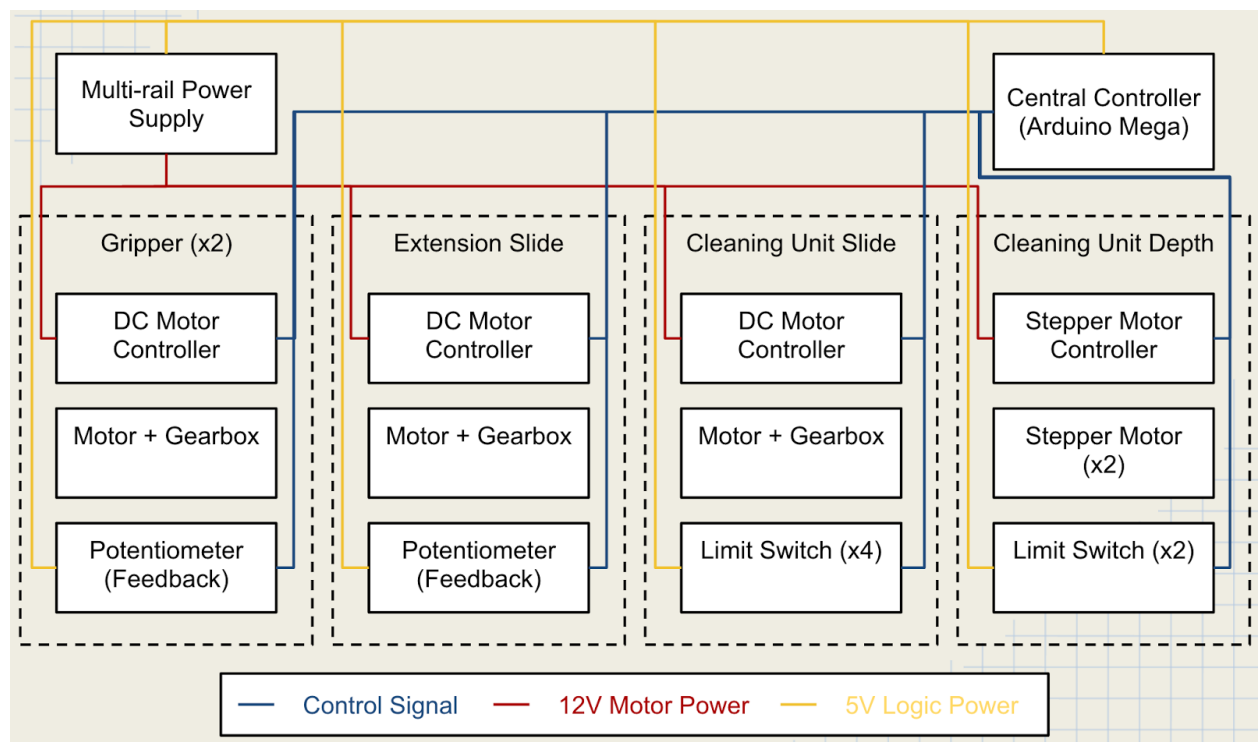 Multi-rail Power
Supply
Central Controller
(Arduino Mega)
Gripper (x2)
DC Motor
Controller
Motor + Gearbox
Potentiometer
(Feedback)
Extension Slide
DC Motor
Controller
Motor + Gearbox
Potentiometer
(Feedback)
Cleaning Unit Slide
DC Motor
Controller
Motor + Gearbox
Limit Switch (x4)
Cleaning Unit Depth
Stepper Motor
Controller
Stepper Motor
(x2)
Limit Switch (x2)
Control Signal
12V Motor Power
5V Logic Power